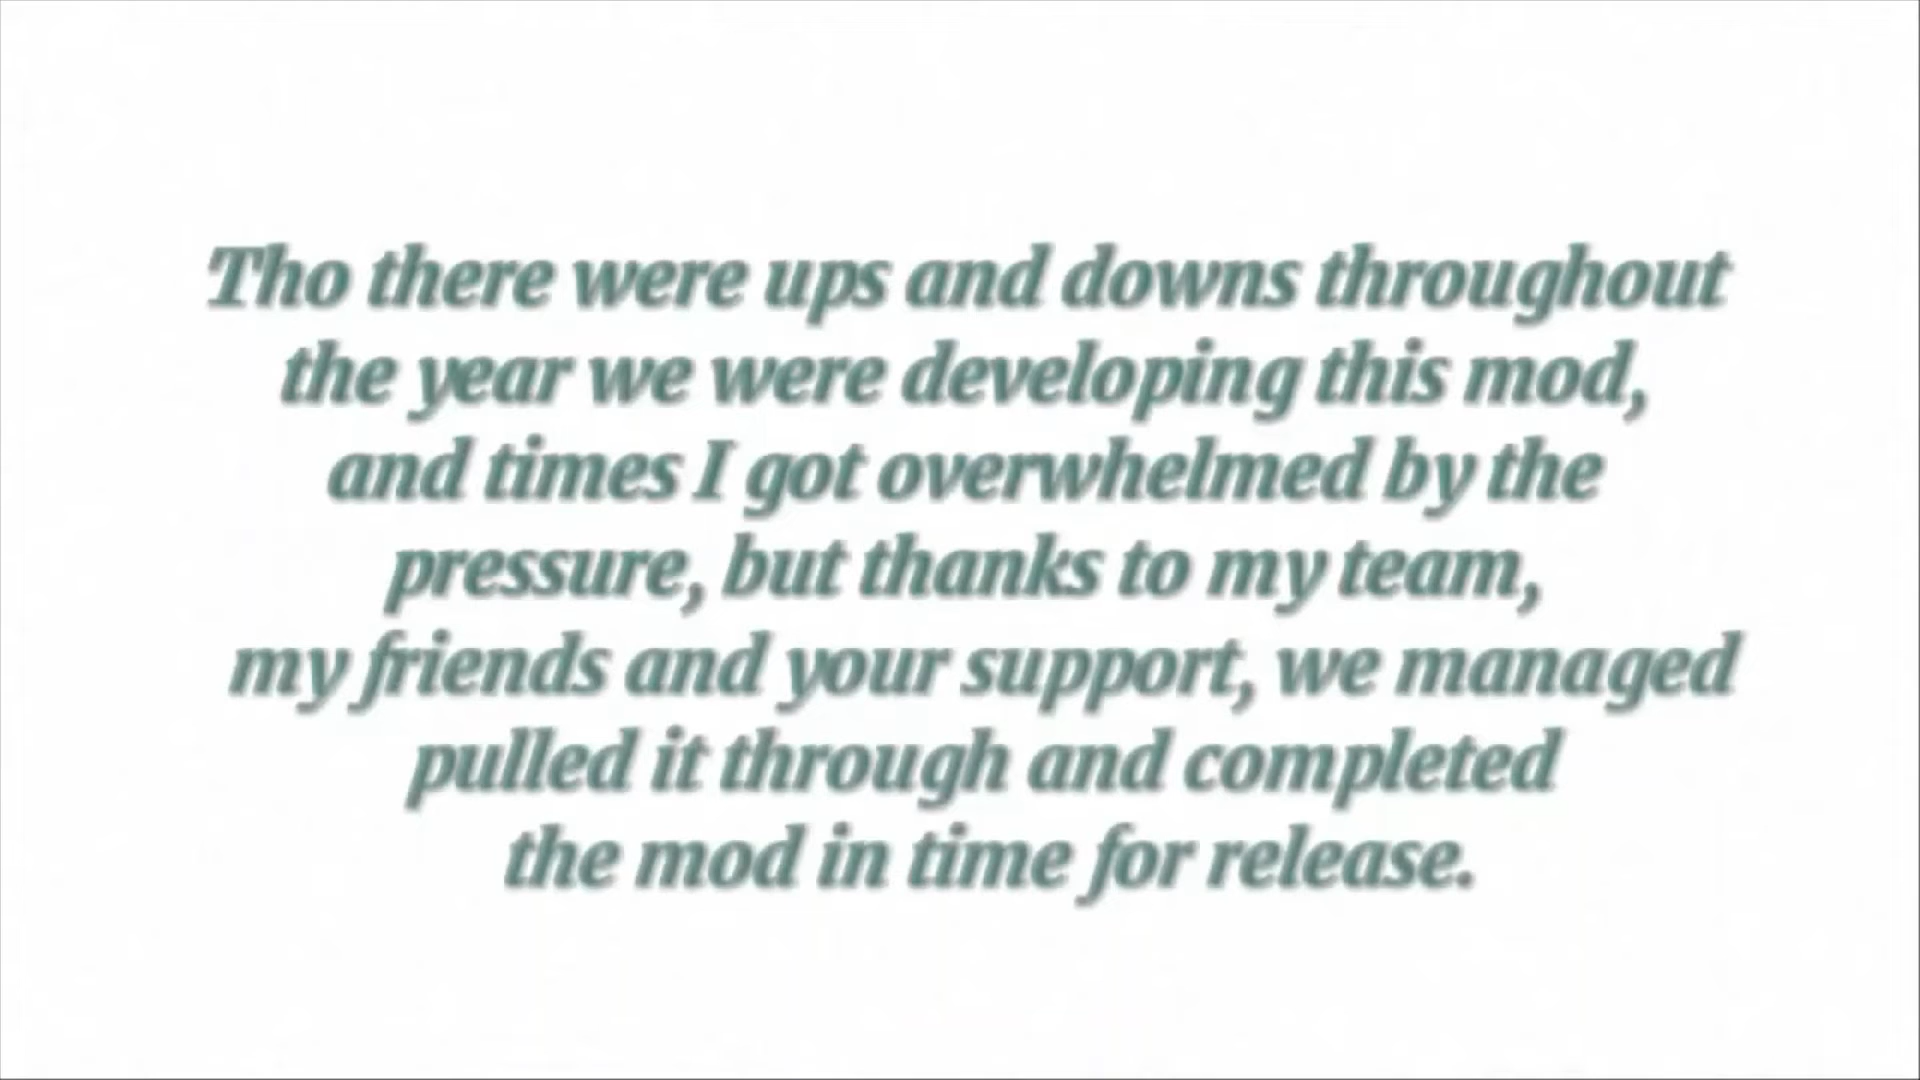 Tho there were ups and downs throughout
the year we were developing this mod,
and times I got overwhelmed by the
pressure, but thanks to my team,
my friends and your support, we managed
pulled it through and completed
the mod in time for release.